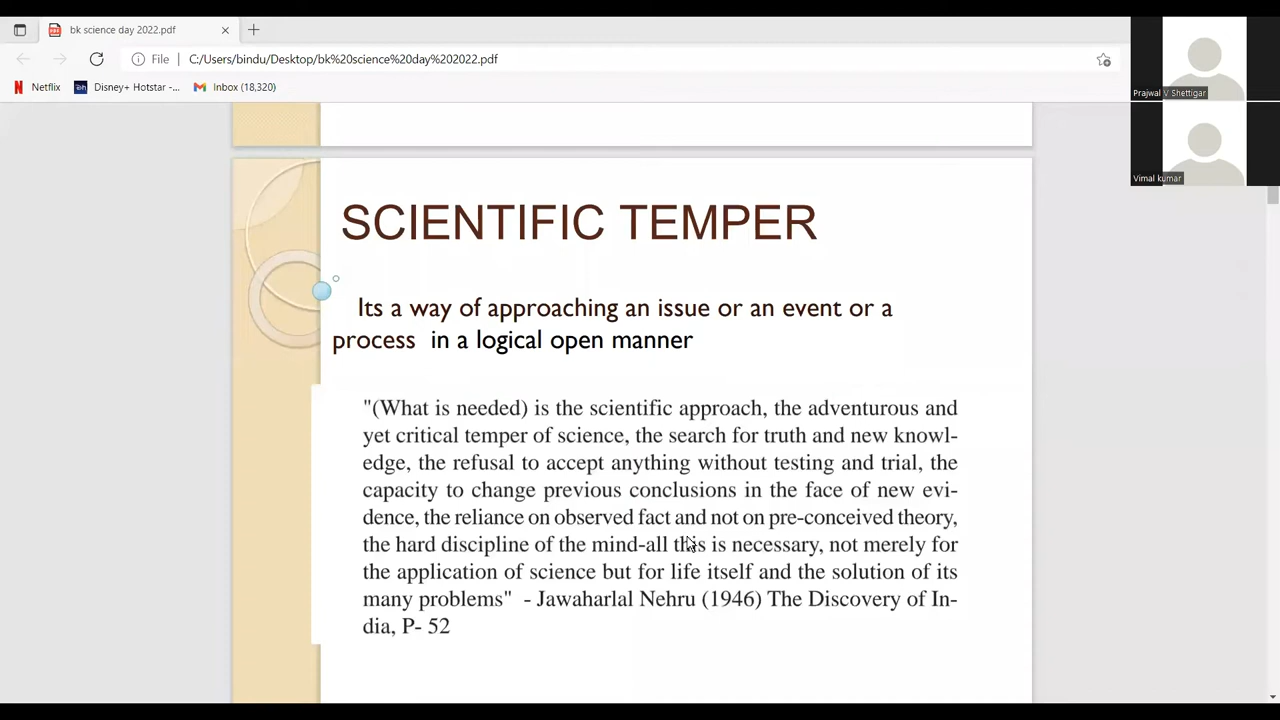 bk science day 2022.pdf
File
C:/Users/bindu/Desktop/bk%20science%20day%202022.pdf
Netflix
Disney+ Hotstar -...
Inbox (18,320)
Prajwal V Shettigar
Vimal kumar
SCIENTIFIC TEMPER
Its a way of approaching an issue or an event or a
process in a logical open manner
"(What is needed) is the scientific approach, the adventurous and
yet critical temper of science, the search for truth and new knowl-
edge, the refusal to accept anything without testing and trial, the
capacity to change previous conclusions in the face of new evi-
dence, the reliance on observed fact and not on pre-conceived theory,
the hard discipline of the mind-all this is necessary, not merely for
the application of science but for life itself and the solution of its
many problems" - Jawaharlal Nehru (1946) The Discovery of In-
dia, P- 52